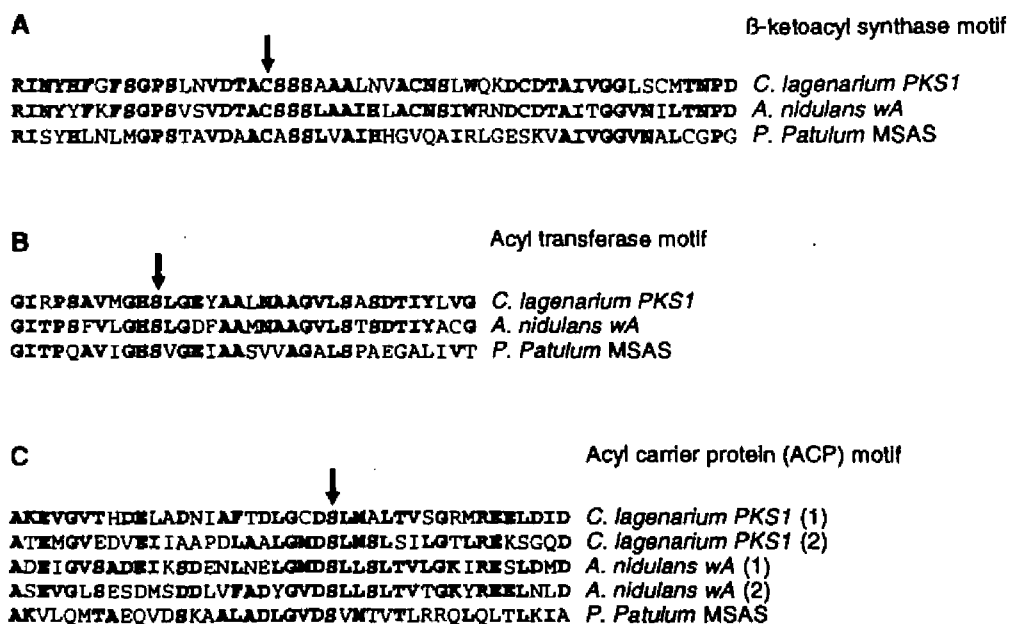 A
ß-ketoacyl synthase motif
RINYHFGFSGPSLNVDTACSSSAAALNVACNSLWQKDCDTAIVGGLSCMTNPD C. lagenarium PKS1
RINYYFKFSGPSVSVDTACSSSLAAIHLACNSIWRNDCDTAITGGVNILTNPD A. nidulans wA
RISYHLNLMGPSTAVDAACASSLVAIHHGVQAIRLGESKVAIVGGVNALCGPG P. Patulum MSAS
B
Acyl transferase motif
GIRPSAVMGHSLGEYAALNAAGVLSASDTIYLVG C. lagenarium PKS1
GITPSFVLGHSLGDFAAMNAAGVLSTSDTIYACG A. nidulans wA
GITPQAVIGHSVGEIAASVVAGALSPAEGALIVT P. Patulum MSAS
C
Acyl carrier protein (ACP) motif
AKEVGVTHDELADNIAFTDLGCDSLMALTVSGRMREELDID C. lagenarium PKS1 (1)
ATEMGVEDVEIIAAPDLAALGMDSLMSLSILGTLREKSGQD C. lagenarium PKS1 (2)
ADEIGVSADEIKSDENLNELGMDSLLSLTVLGKIRESLDMD A. nidulans wA (1)
ASEVGLSESDMSDDLVFADYGVDSLLSLTVTGKYREELNLD A. nidulans wA (2)
AKVLQMTAEQVDSKAALADLGVDSVMTVTLRRQLQLTLKIA P. Patulum MSAS